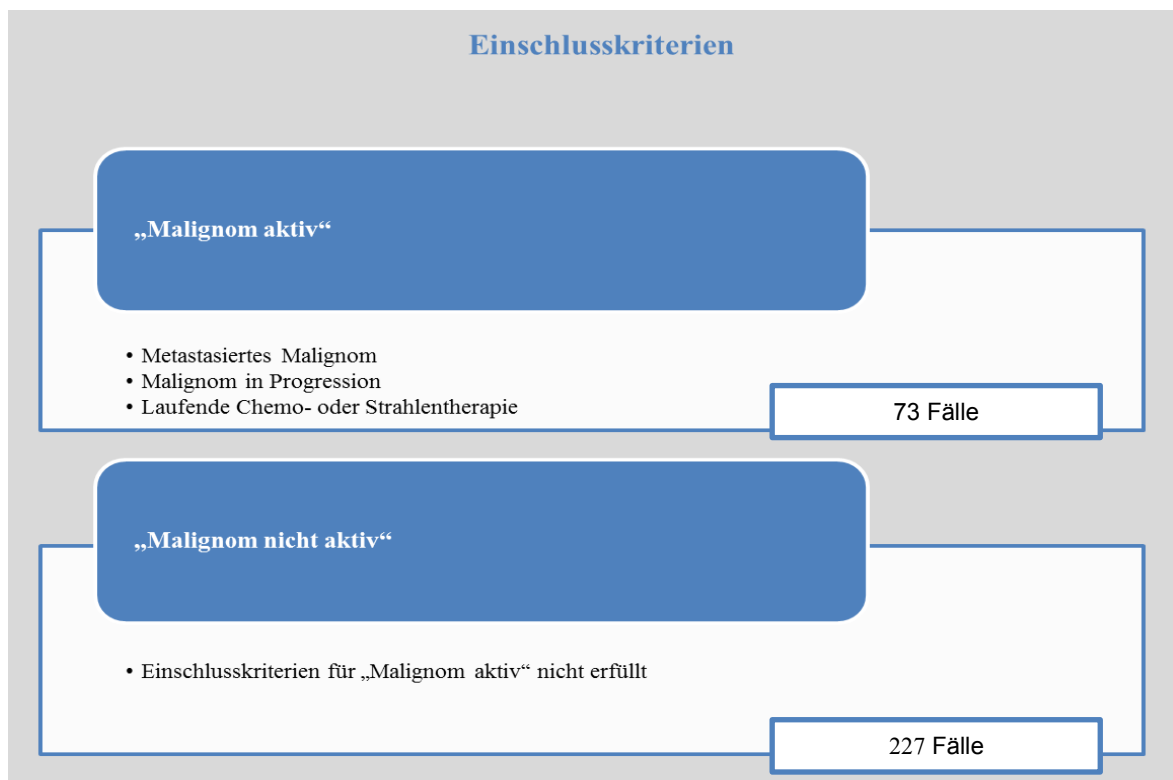 Einschlusskriterien
„Malignom aktiv“
• Metastasiertes Malignom
• Malignom in Progression
• Laufende Chemo- oder Strahlentherapie
73 Fälle
„Malignom nicht aktiv“
• Einschlusskriterien für „Malignom aktiv“ nicht erfüllt
227 Fälle